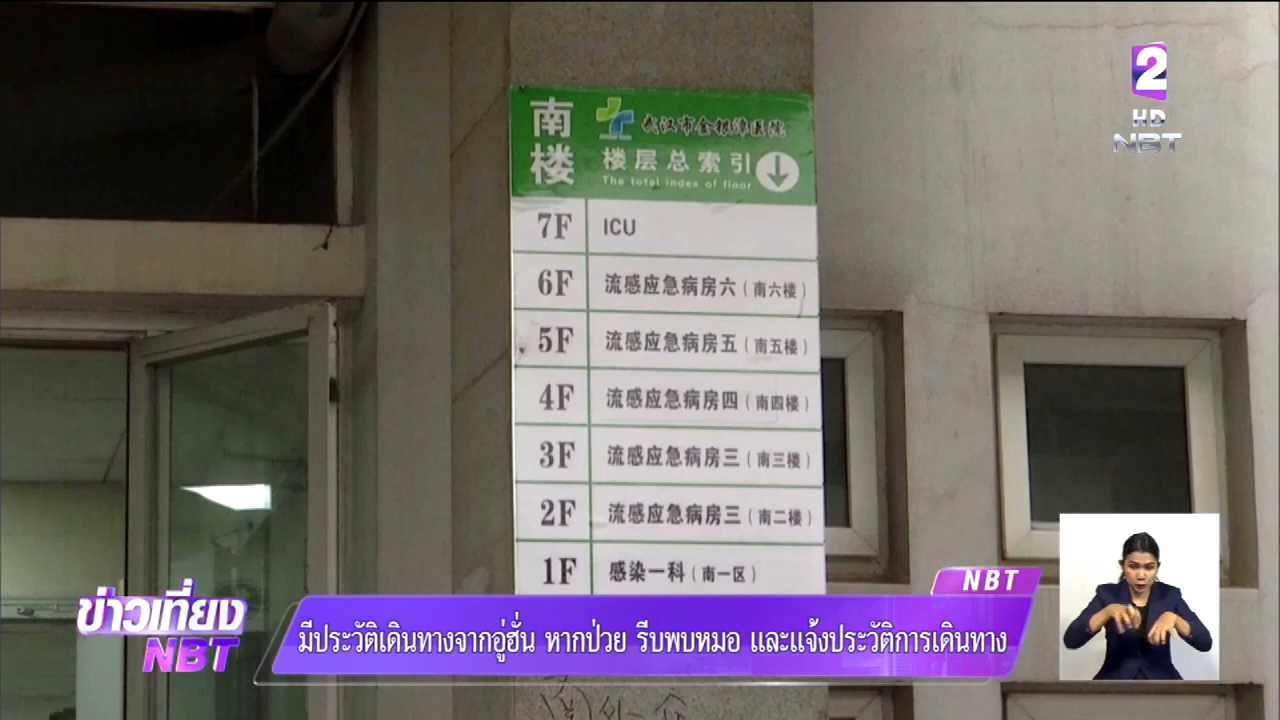 2
HD
NBT
南楼
武汉市金银潭医院
楼层总索引
The total index of floor
7F ICU
6F 流感应急病房六(南六楼)
5F 流感应急病房五(南五楼)
4F 流感应急病房四(南四楼)
3F 流感应急病房三(南三楼)
2F 流感应急病房三(南二楼)
1F 感染一科(南一区)
NBT
ข่าวเที่ยง
NBT
มีประวัติเดินทางจากอู่ฮั่น หากป่วย รีบพบหมอ และแจ้งประวัติการเดินทาง